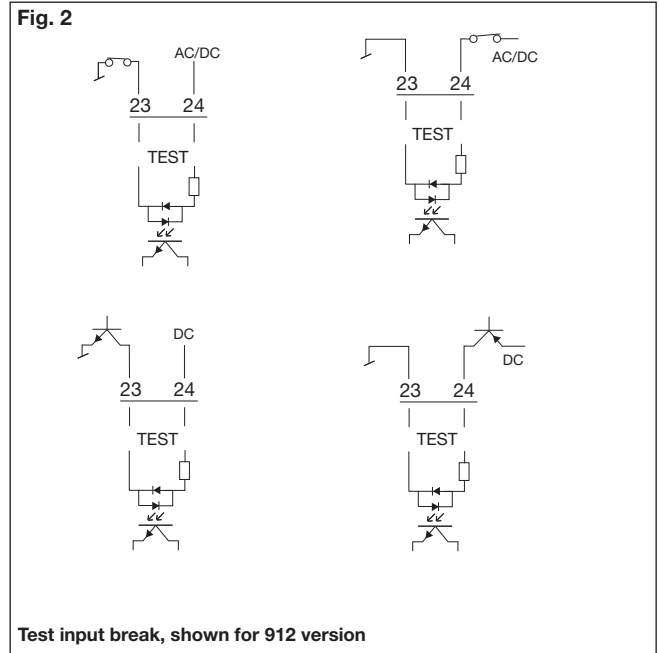 Fig. 2
AC/DC
23 24
TEST
AC/DC
23 24
TEST
DC
23 24
TEST
DC
23 24
TEST
Test input break, shown for 912 version